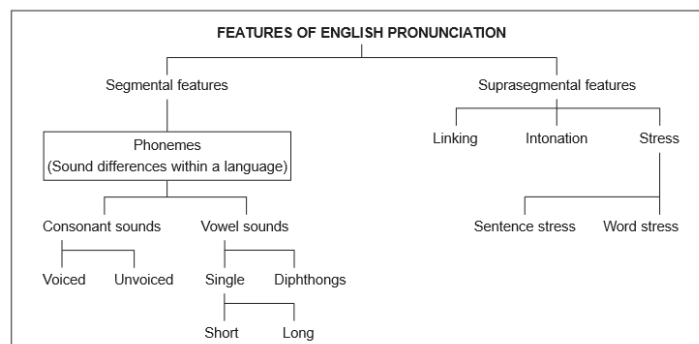 FEATURES OF ENGLISH PRONUNCIATION
Segmental features
Suprasegmental features
Linking
Intonation
Stress
Phonemes
(Sound differences within a language)
Sentence stress
Word stress
Consonant sounds
Vowel sounds
Voiced
Unvoiced
Single
Diphthongs
Short
Long